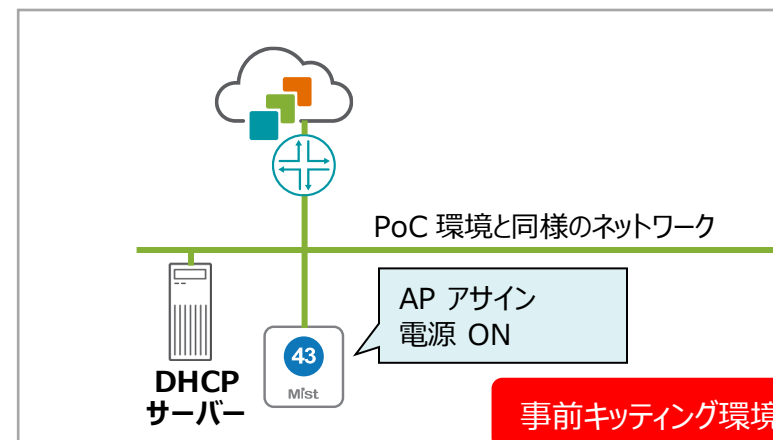 PoC 環境と同様のネットワーク
AP アサイン
電源 ON
43
Mist
DHCP
サーバー
事前キッティング環境